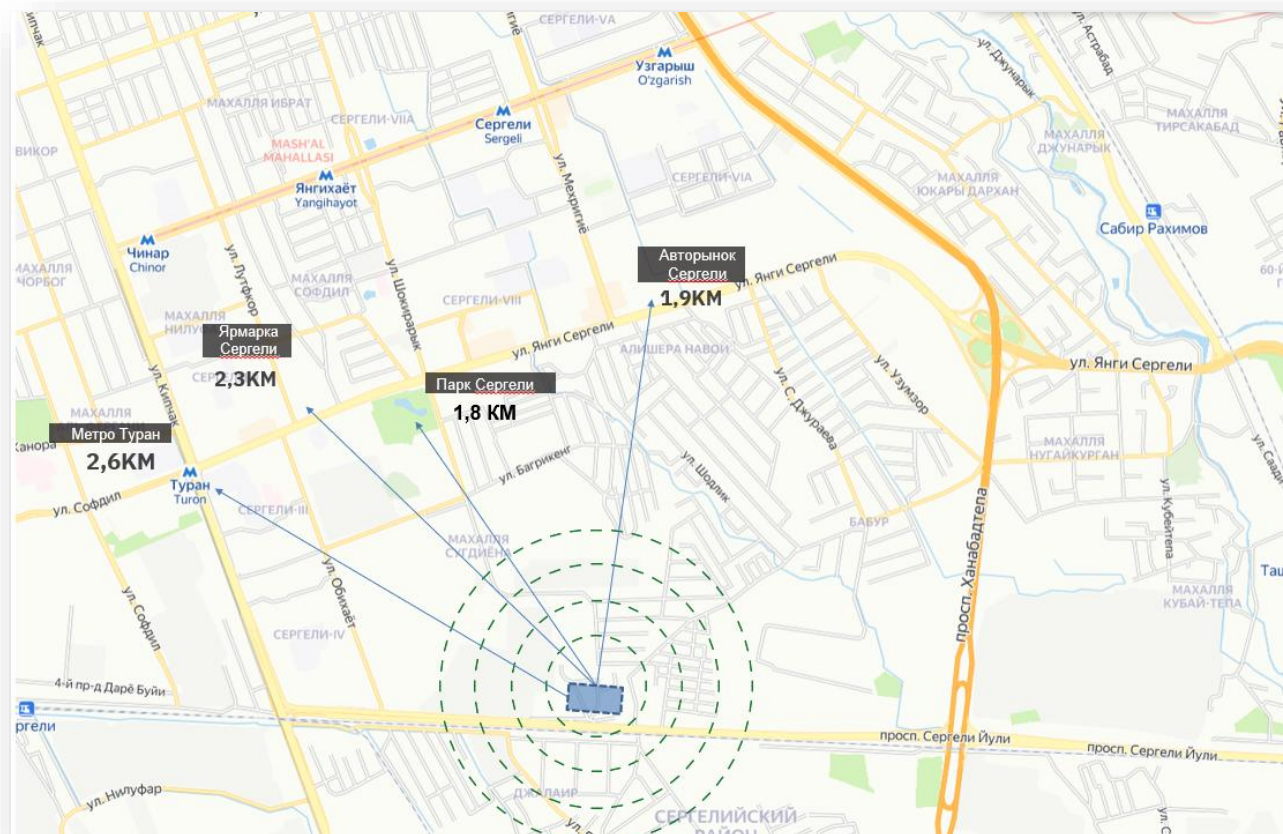 СЕРГЕЛИ-VA
Узгарыш
O'zgarish
ул. Джунарык
ул. Астрабад
Кипчак
МАХАЛЛЯ ИБРАТ
СЕРГЕЛИ-VIIA
Сергели
Sergeli
МАХАЛЛЯ
ТИРСАКАБАД
МАХАЛЛЯ
ДЖУНАРЫК
ВИКОР
MASH'AL
MAHALLASI
Янгихаёт
Yangihayot
ул. Мехригиё
СЕРГЕЛИ-VIA
МАХАЛЛЯ
ЮКАРЫ ДАРХАН
Сабир Рахимов
Чинар
Chinor
МАХАЛЛЯ
ЧОРБОГ
ул. Лутфкор
МАХАЛЛЯ
СОФДИЛ
ул. Шокирарык
Авторынок
Сергели
1,9КМ
ул. Янги Сергели
60-Й
СЕРГЕЛИ-VIII
МАХАЛЛЯ
Ярмарка
Сергели
2,3КМ
ул. Янги Сергели
АЛИШЕРА НАВОИ
ул. Янги Сергели
ул. Кипчак
Парк Сергели
1,8 КМ
ул. С. Джураева
ул. Узумзор
МАХАЛЛЯ
Канора
Метро Туран
2,6КМ
МАХАЛЛЯ
НУГАЙКУРГАН
Туран
Turon
ул. Софдил
СЕРГЕЛИ-III
ул. Багрикенг
ул. Шодлик
БАБУР
ул. Кубейтепа
МАХАЛЛЯ
СУГДИЁНА
просп. Ханабадтепа
Таш
МАХАЛЛЯ
КУБАЙ-ТЕПА
ул. Софдил
ул. Обихаёт
СЕРГЕЛИ-IV
4-й пр-д Дарё Буйи
ргели
просп. Сергели Йули
просп. Сергели Йули
ул. Нилуфар
ДЖАЛАИР
СЕРГЕЛИЙСКИЙ
РАЙОН